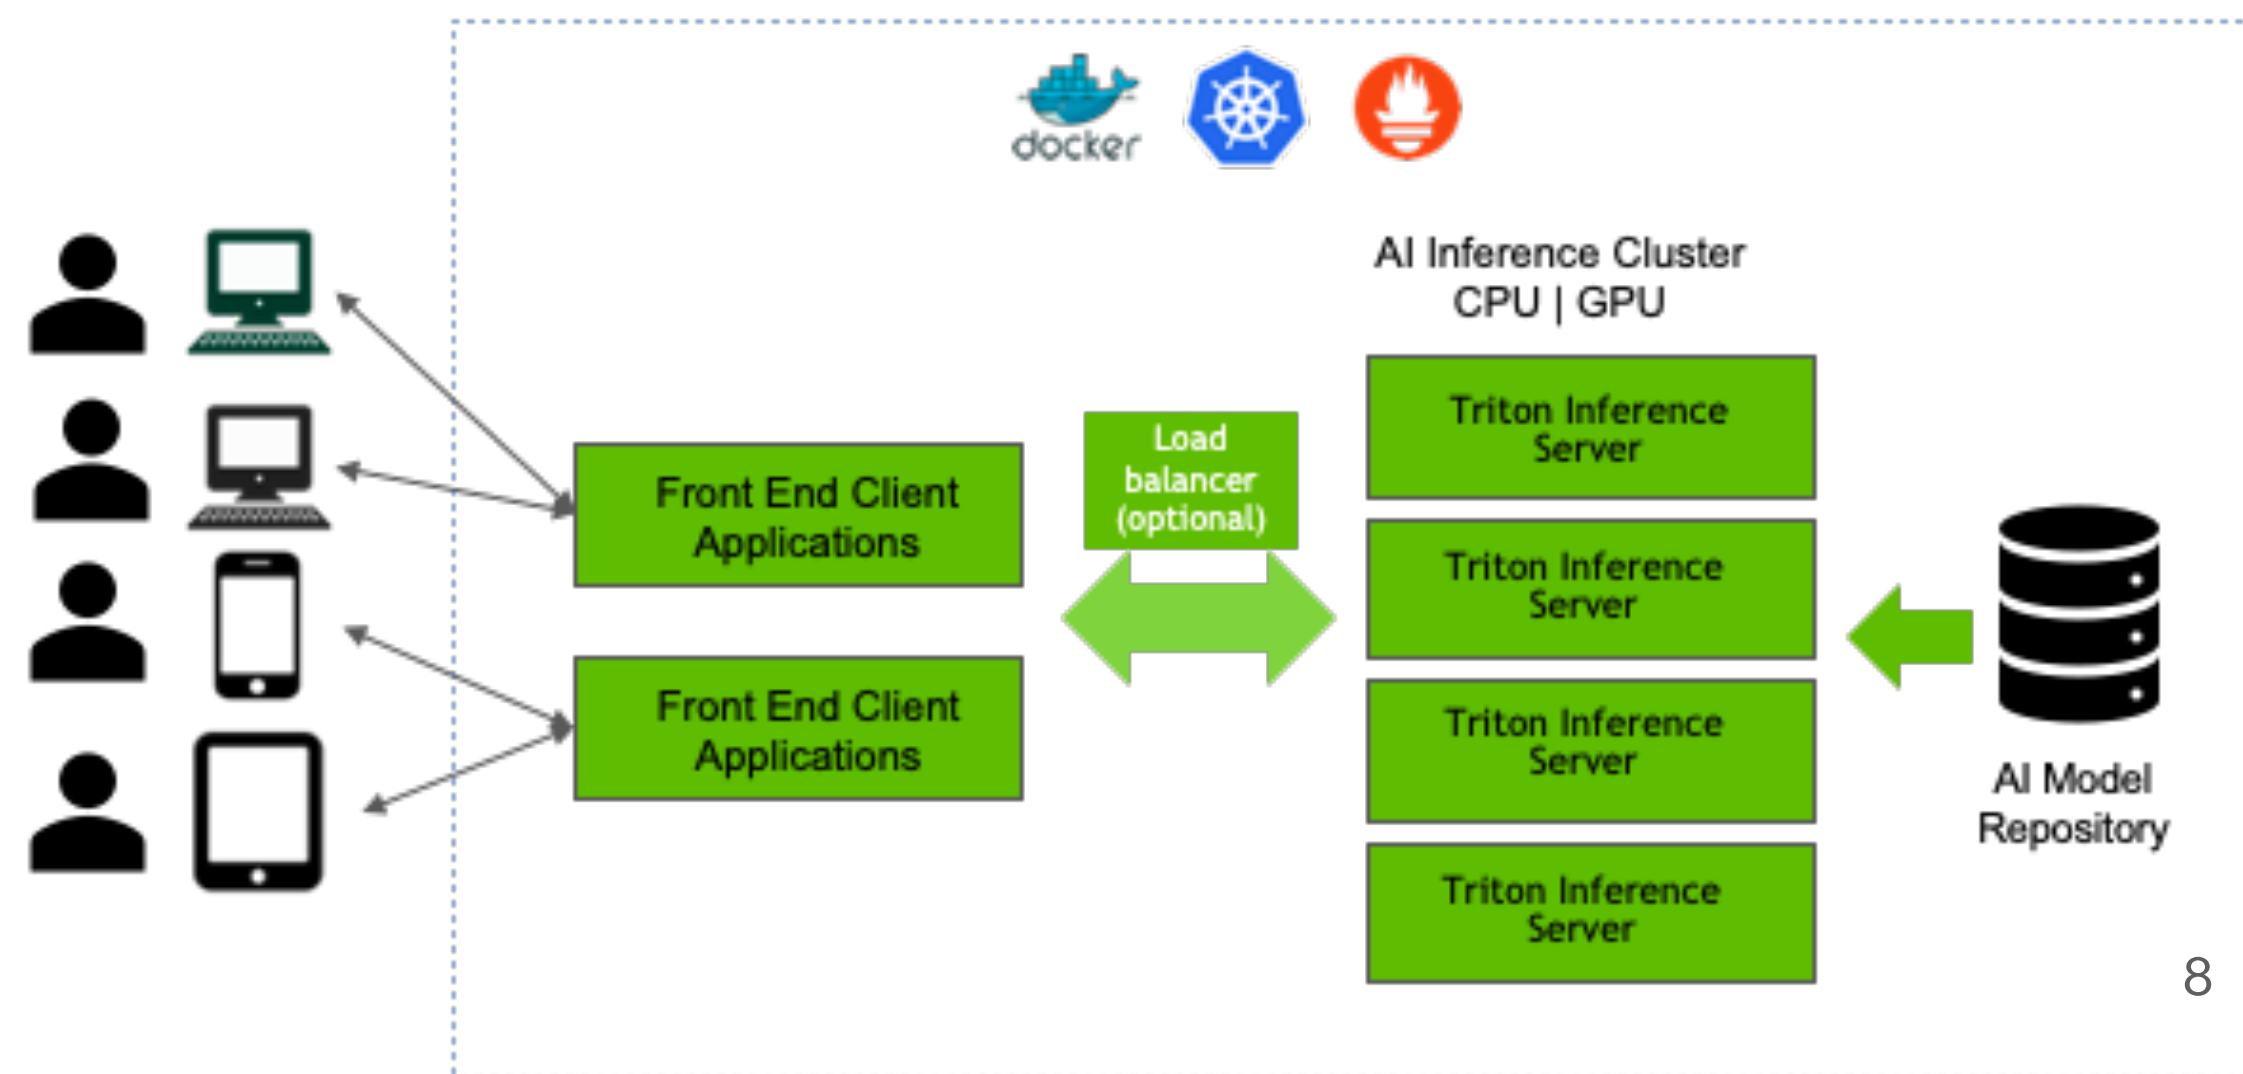 docker
AI Inference Cluster
CPU | GPU
Front End Client
Applications
Front End Client
Applications
Load
balancer
(optional)
Triton Inference
Server
Triton Inference
Server
Triton Inference
Server
Triton Inference
Server
AI Model
Repository
8